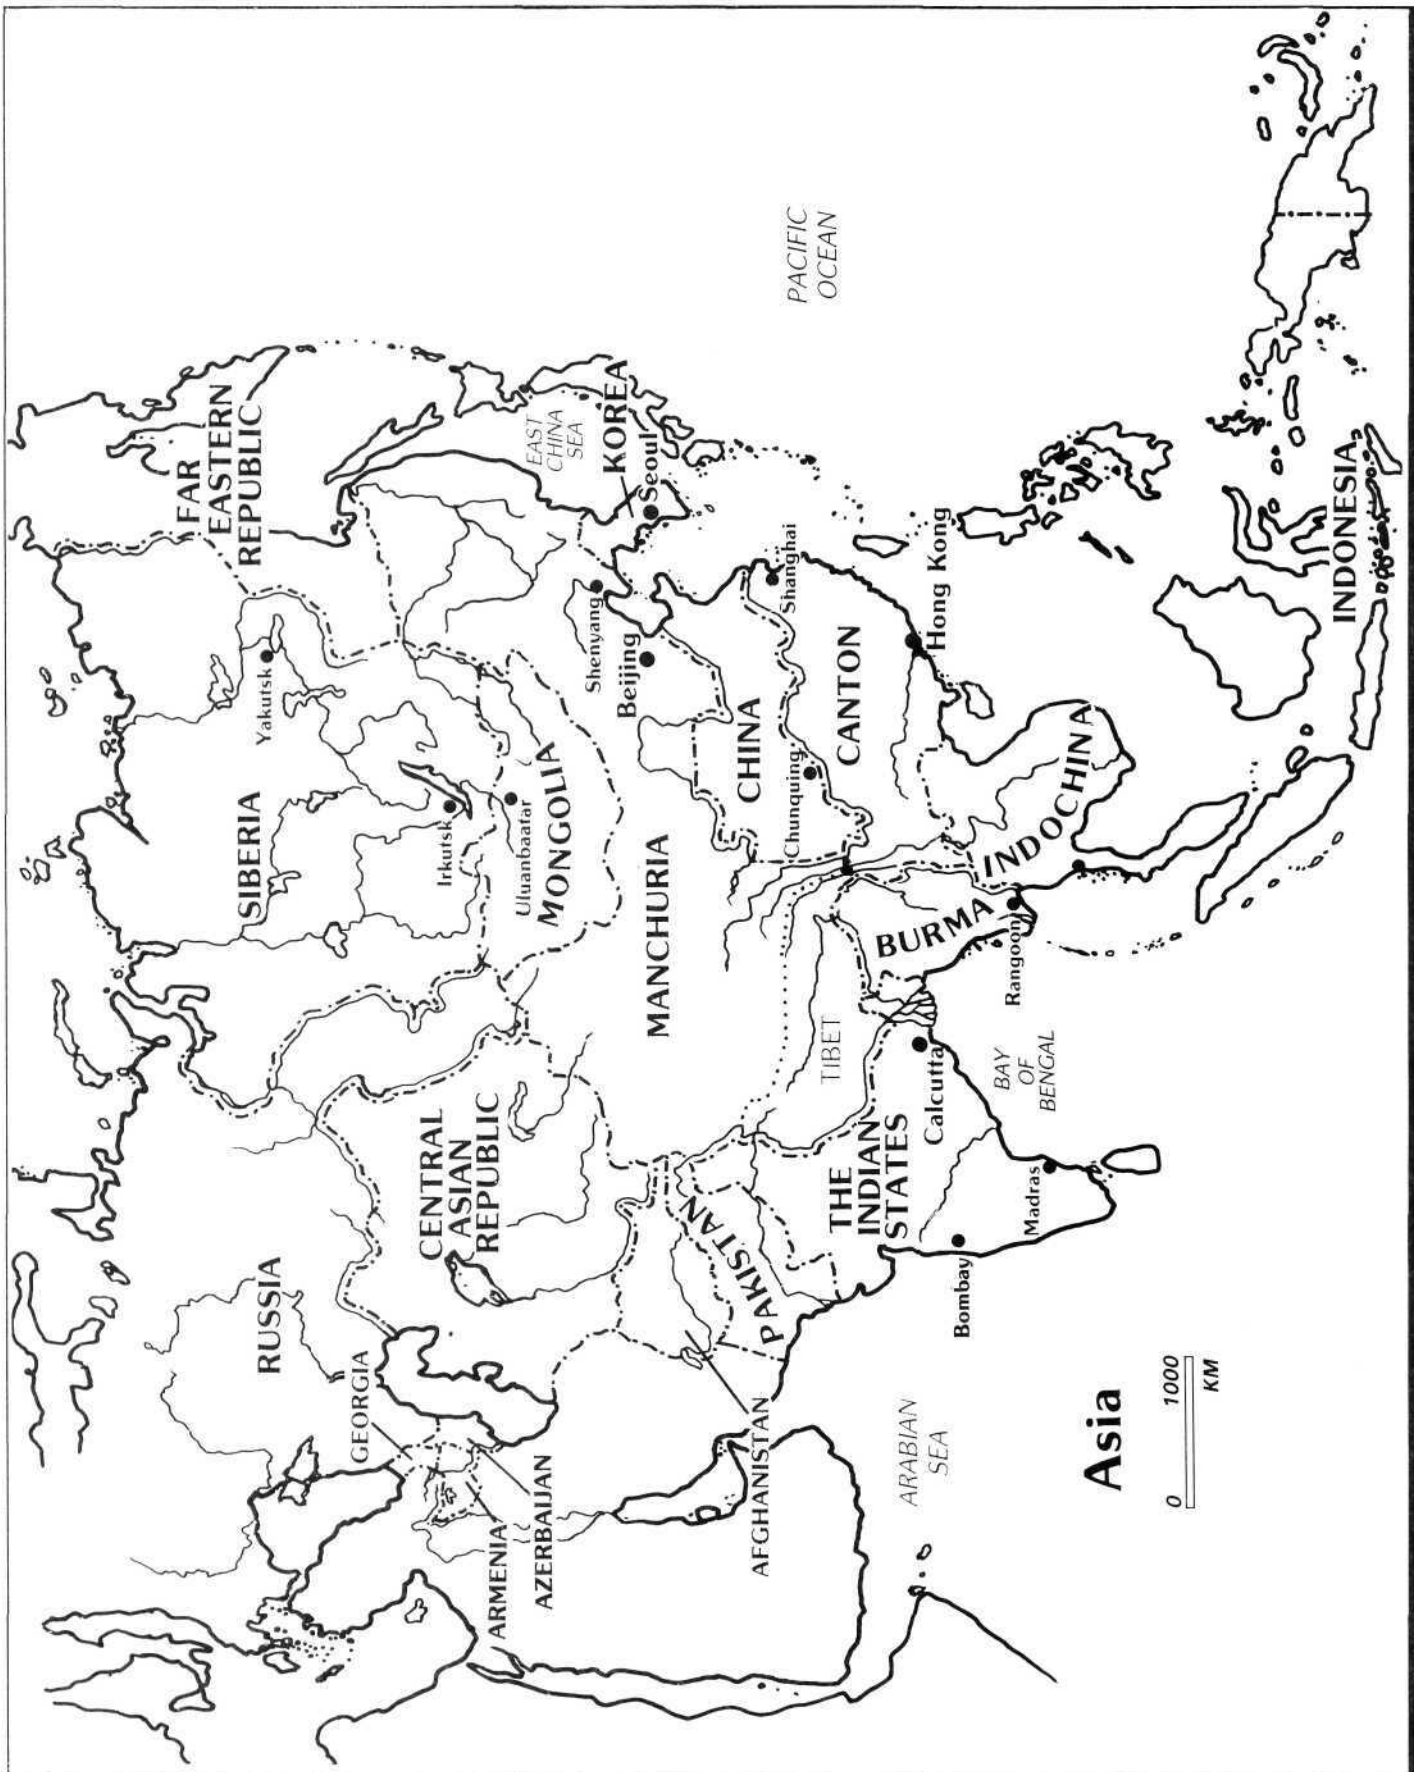 FAR
EASTERN
REPUBLIC
Yakutsk
SIBERIA
RUSSIA
Irkutsk
Uluanbaatar
MONGOLIA
EAST
CHINA
SEA
KOREA
Seoul
Shenyang
Beijing
MANCHURIA
CENTRAL
ASIAN
REPUBLIC
GEORGIA
ARMENIA
AZERBAIJAN
AFGHANISTAN
PAKISTAN
CHINA
Shanghai
Chunquing
CANTON
Hong Kong
PACIFIC
OCEAN
TIBET
THE
INDIAN
STATES
BURMA
Rangoon
INDOCHINA
Calcutta
BAY
OF
BENGAL
Madras
Bombay
ARABIAN
SEA
INDONESIA
Asia
0 1000
KM